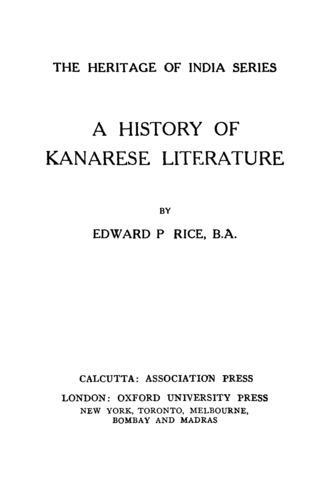 THE HERITAGE OF INDIA SERIES
A HISTORY OF
KANARESE LITERATURE
BY
EDWARD P RICE, B.A.
CALCUTTA: ASSOCIATION PRESS
LONDON: OXFORD UNIVERSITY PRESS
NEW YORK, TORONTO, MELBOURNE,
BOMBAY AND MADRAS